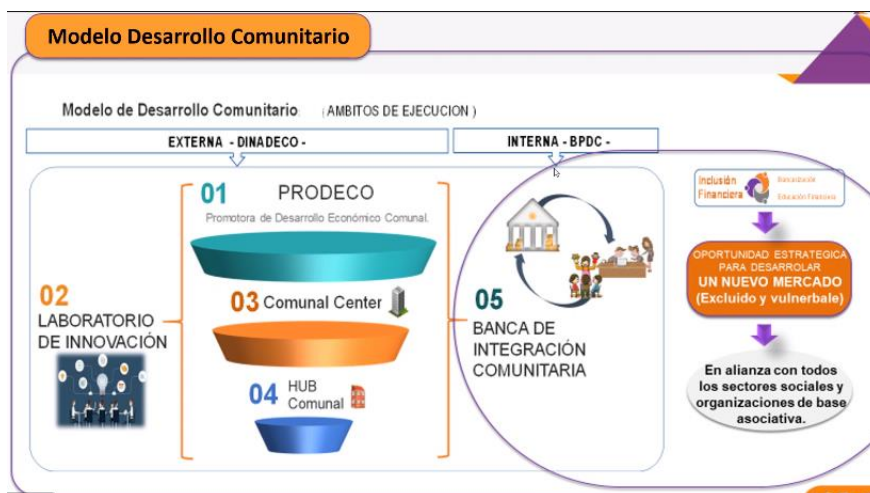 Modelo Desarrollo Comunitario
Modelo de Desarrollo Comunitario. (AMBITOS DE EJECUCION )
EXTERNA - DINADECO -
INTERNA - BPDC -
01 PRODECO
Promotora de Desarrollo Económico Comunal.
02
LABORATORIO
DE INNOVACIÓN
03 Comunal Center
04 HUB
Comunal
05
BANCA DE
INTEGRACIÓN
COMUNITARIA
Inclusión
Financiera
Bancarización
Educación Financiera
OPORTUNIDAD ESTRATEGICA
PARA DESARROLAR
UN NUEVO MERCADO
(Excluido y vulnerbale)
En alianza con todos
los sectores sociales y
organizaciones de base
asociativa.